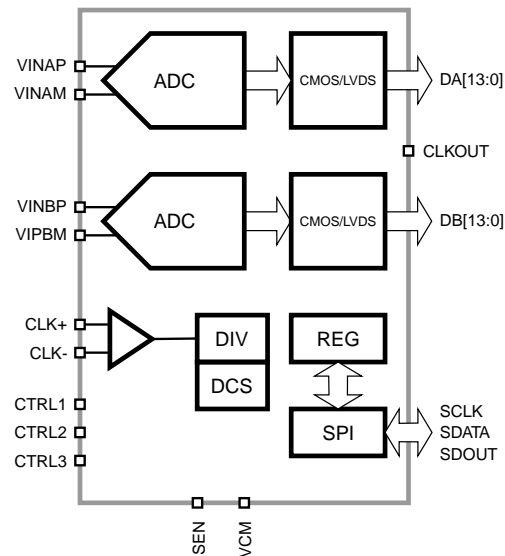 VINAP
VINAM
ADC
CMOS/LVDS
DA[13:0]
CLKOUT
VINBP
VIPBM
ADC
CMOS/LVDS
DB[13:0]
CLK+
CLK-
DIV
DCS
REG
CTRL1
CTRL2
CTRL3
SPI
SCLK
SDATA
SDOUT
SEN
VCM